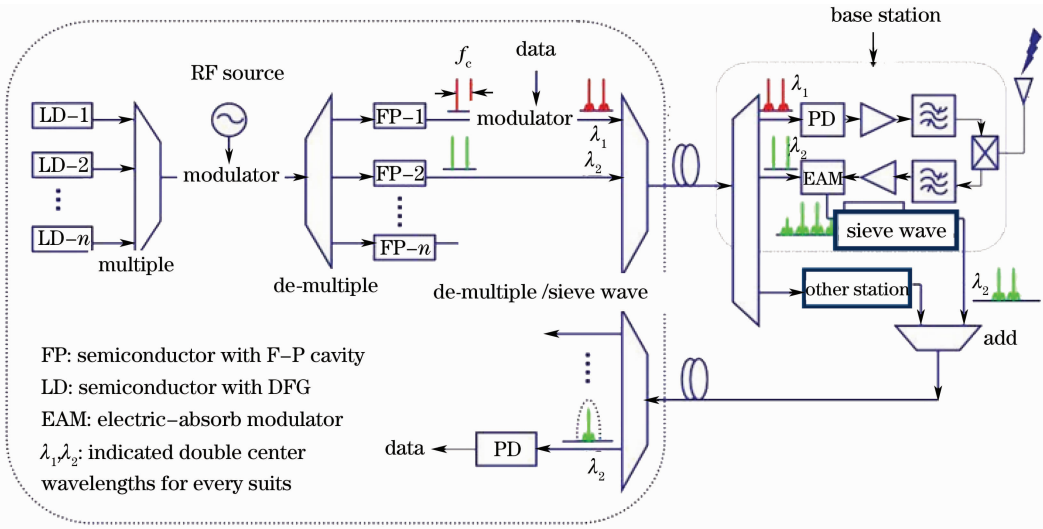 base station
RF source
f_c
data
λ₁
LD-1
FP-1
modulator
PD
λ₁
λ₂
LD-2
modulator
FP-2
λ₂
EAM
LD-n
multiple
FP-n
sieve wave
de-multiple
de-multiple /sieve wave
other station
λ₂
add
FP: semiconductor with F-P cavity
LD: semiconductor with DFG
EAM: electric-absorb modulator
λ₁,λ₂: indicated double center
wavelengths for every suits
data
PD
λ₂